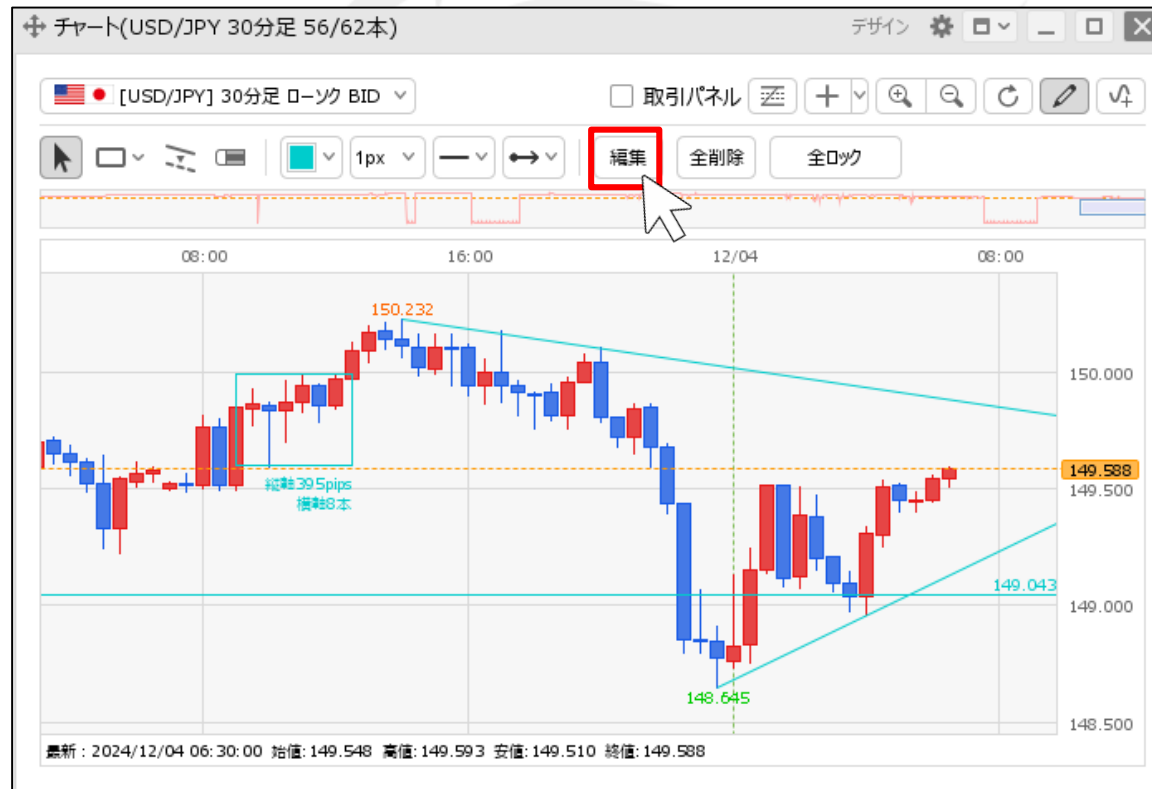 チャート(USD/JPY 30分足 56/62本)
デザイン
[USD/JPY] 30分足 ローソク BID
取引パネル
1px
編集
全削除
全ロック
08:00 16:00 12/04 08:00
150.232
150.000
149.588
149.500
縦軸39.5pips
横軸8本
149.043
149.000
148.645
148.500
最新：2024/12/04 06:30:00 始値:149.548 高値:149.593 安値:149.510 終値:149.588